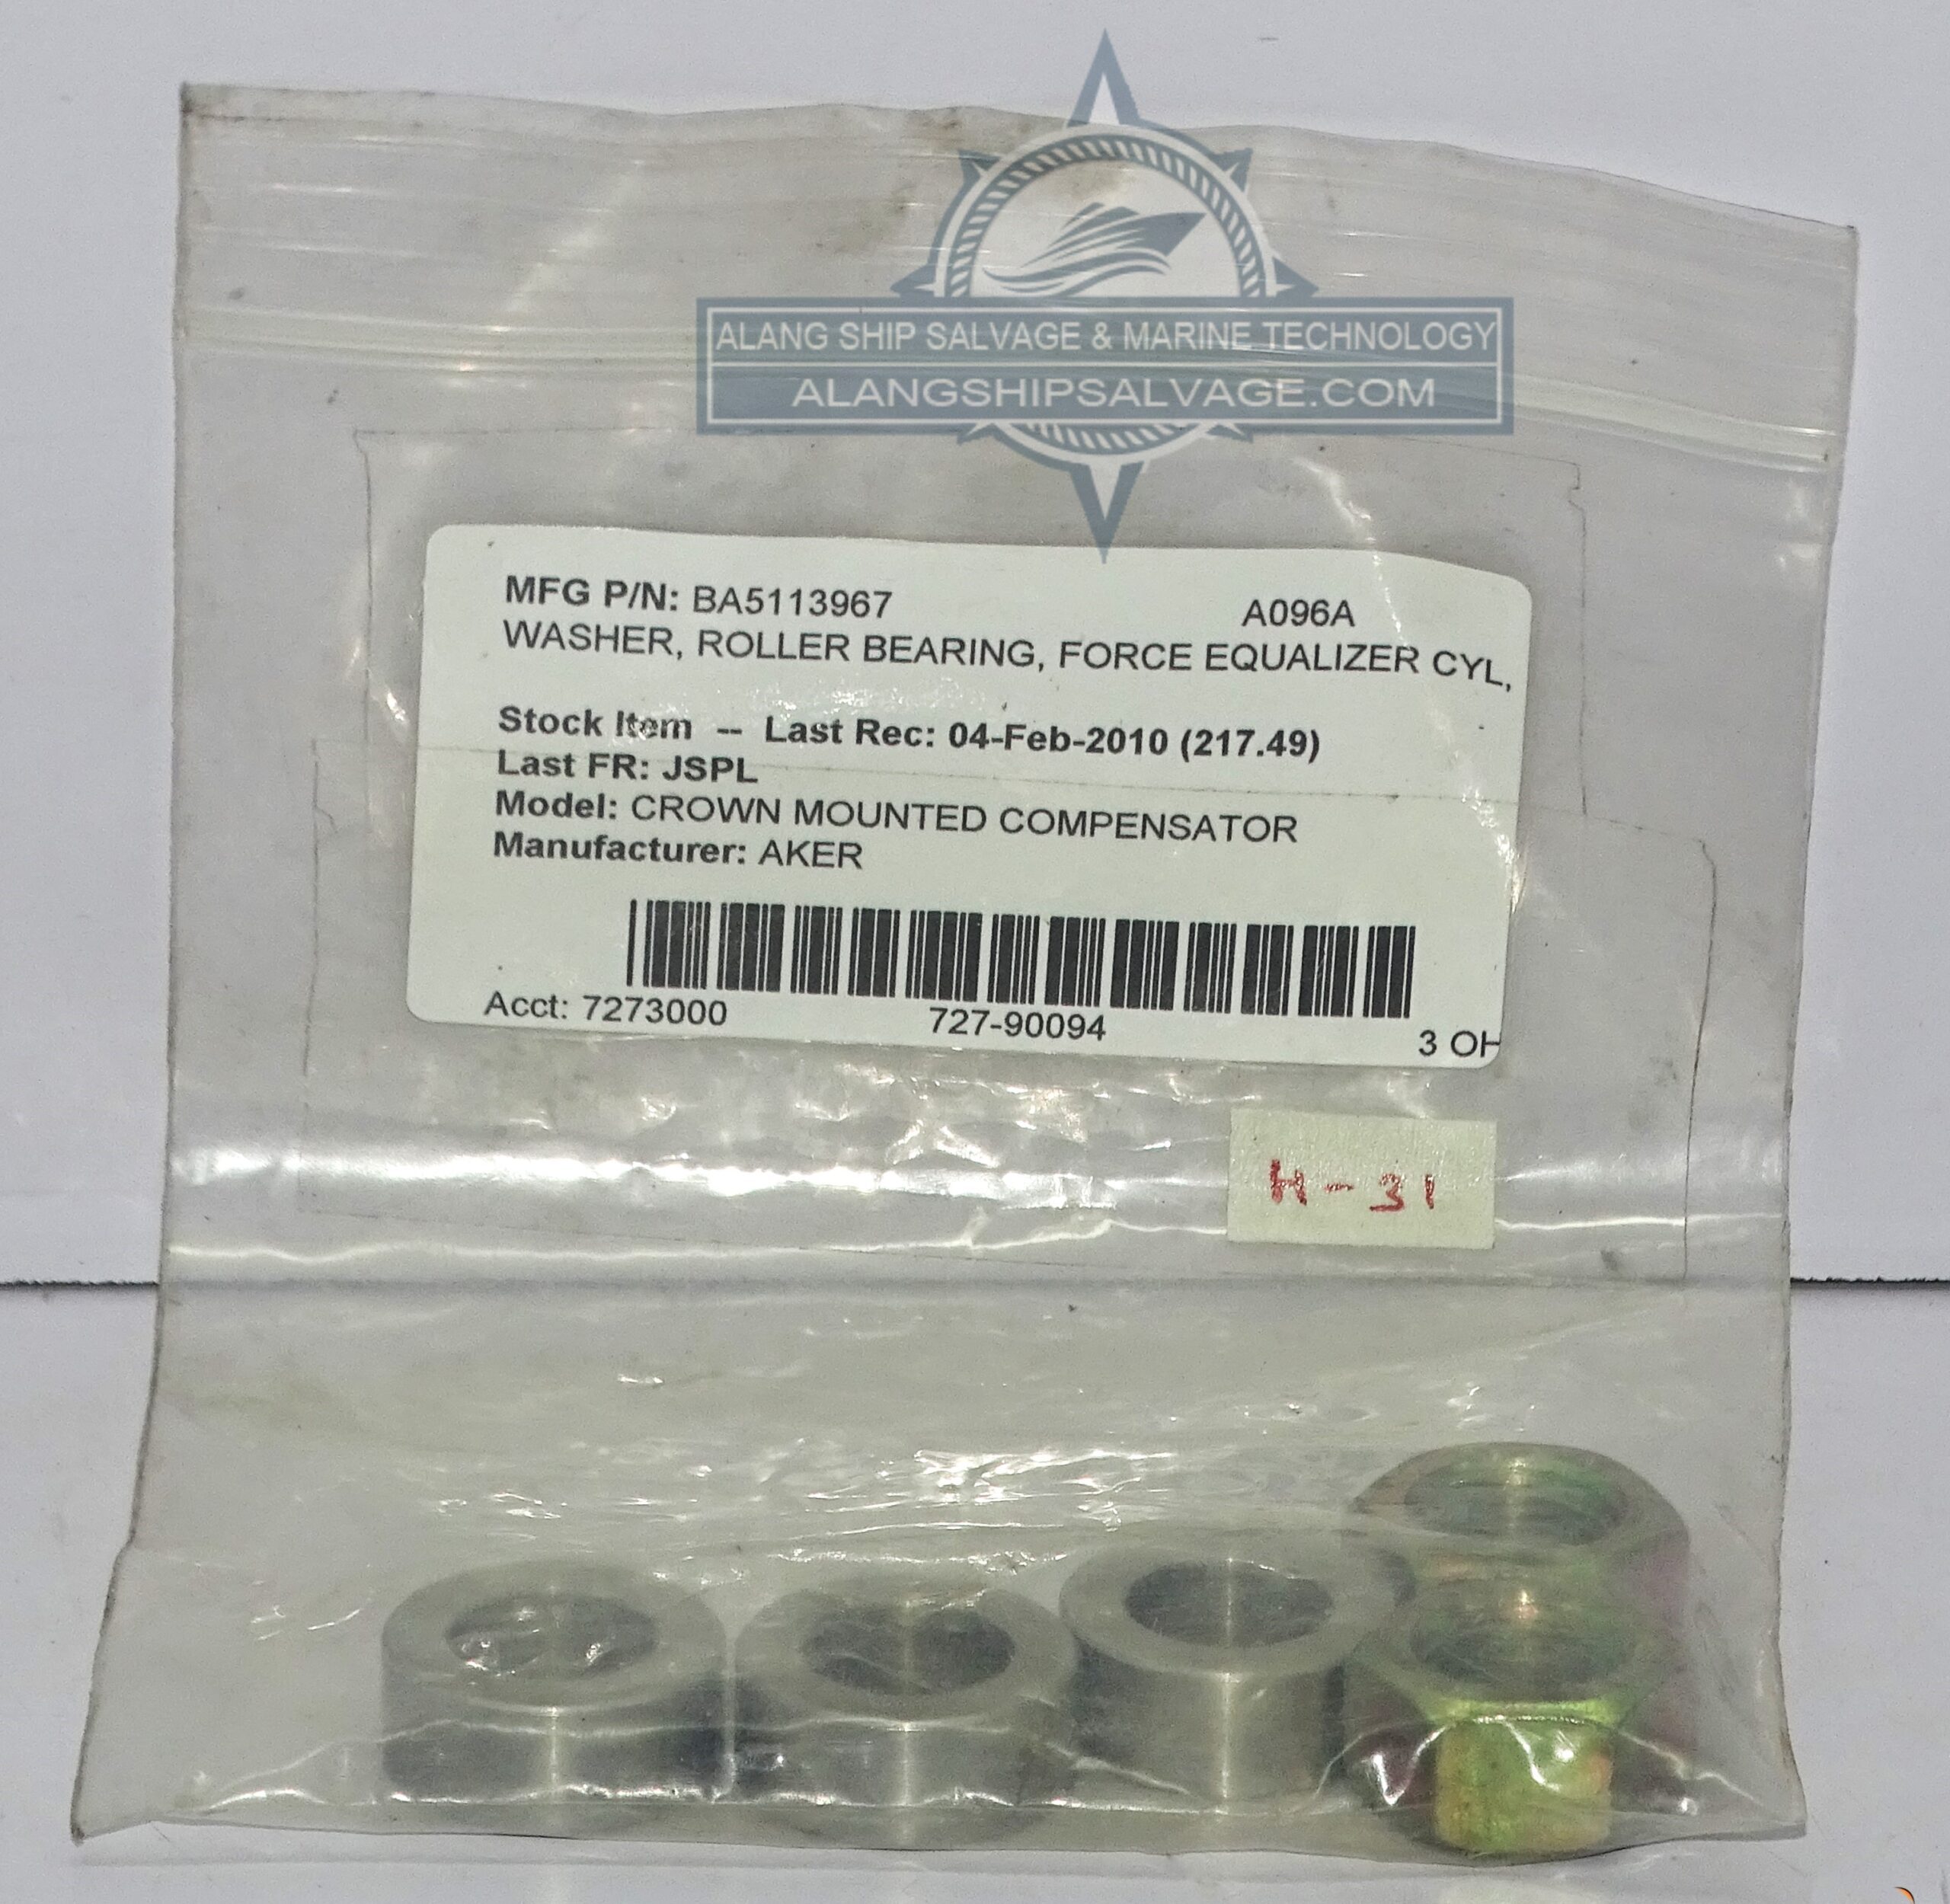 ALANG SHIP SALVAGE & MARINE TECHNOLOGY
ALANGSHIPSALVAGE.COM
MFG P/N: BA5113967 A096A
WASHER, ROLLER BEARING, FORCE EQUALIZER CYL,
Stock Item -- Last Rec: 04-Feb-2010 (217.49)
Last FR: JSPL
Model: CROWN MOUNTED COMPENSATOR
Manufacturer: AKER
Acct: 7273000 727-90094 3 OH
H-31